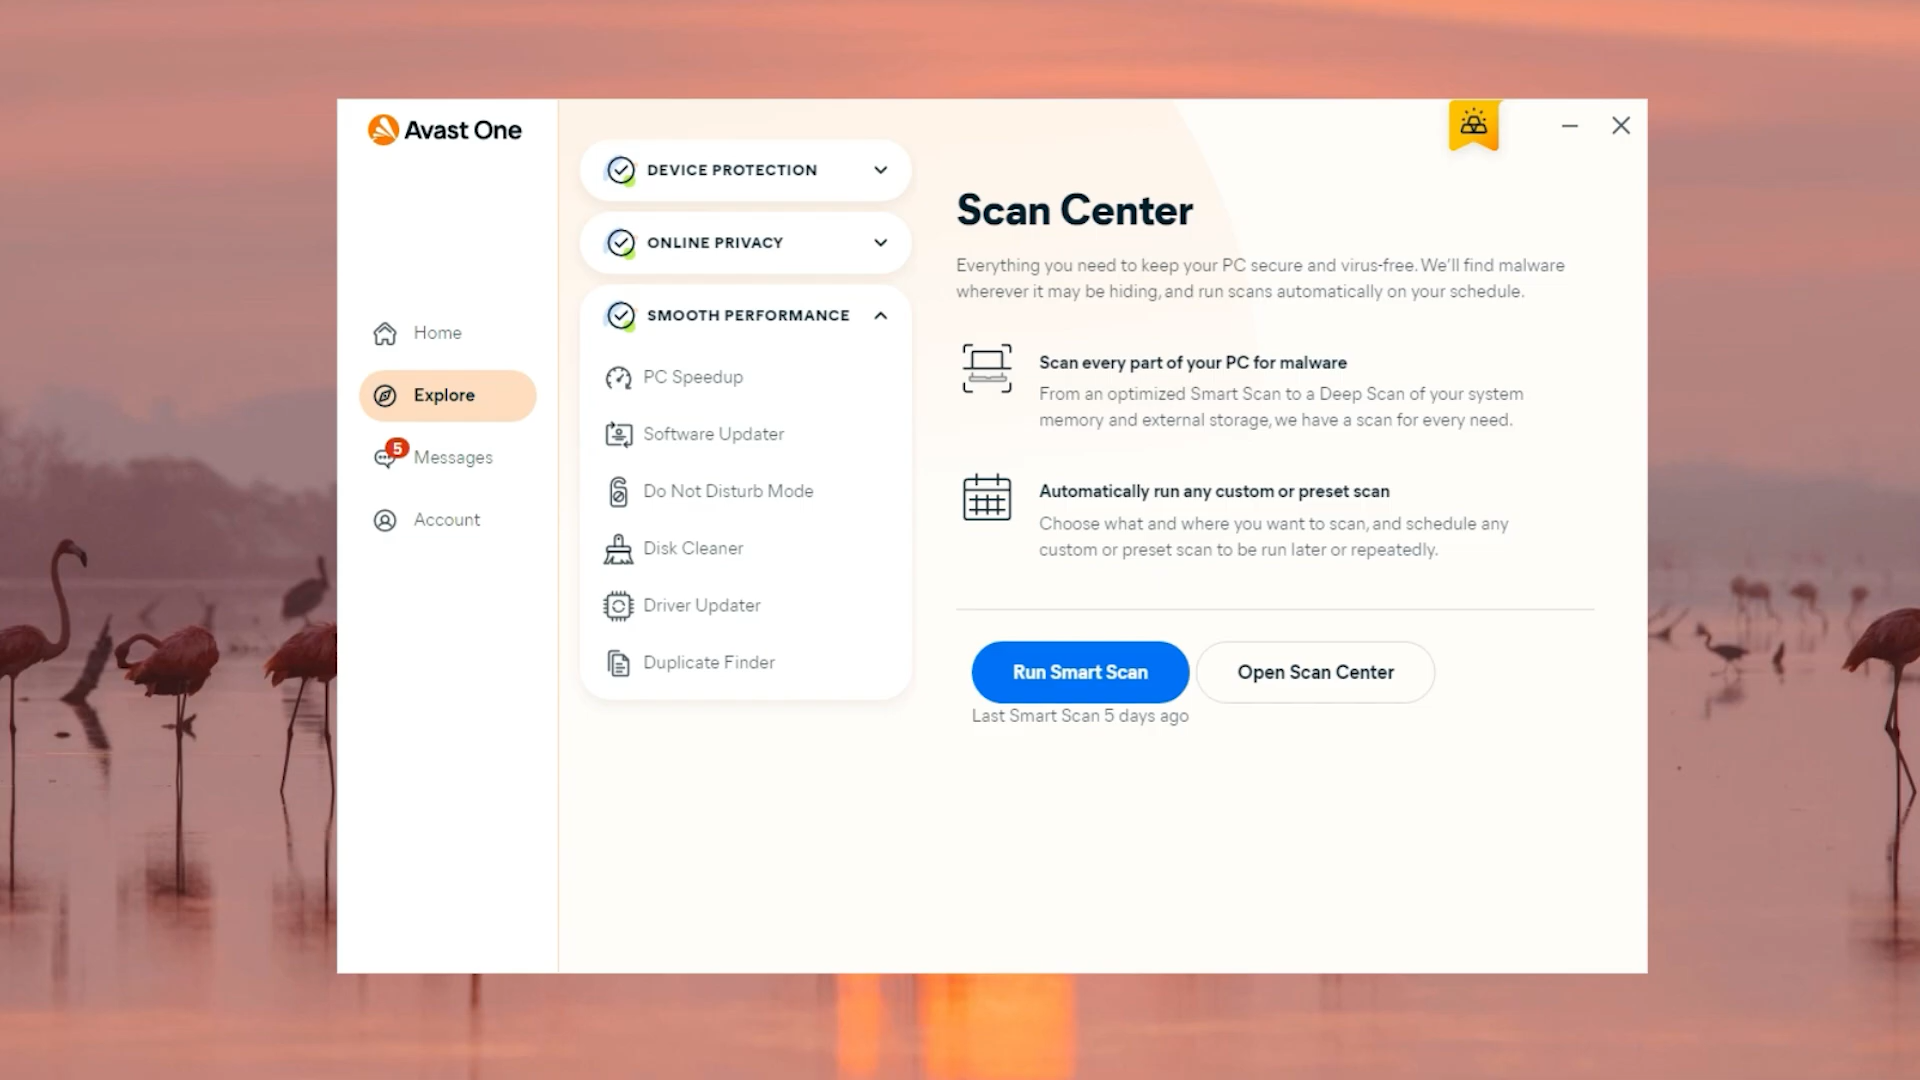 Avast One
Home
Explore
5
Messages
Account
DEVICE PROTECTION
ONLINE PRIVACY
SMOOTH PERFORMANCE
PC Speedup
Software Updater
Do Not Disturb Mode
Disk Cleaner
Driver Updater
Duplicate Finder
Scan Center
Everything you need to keep your PC secure and virus-free. We'll find malware
wherever it may be hiding, and run scans automatically on your schedule.
Scan every part of your PC for malware
From an optimized Smart Scan to a Deep Scan of your system
memory and external storage, we have a scan for every need.
Automatically run any custom or preset scan
Choose what and where you want to scan, and schedule any
custom or preset scan to be run later or repeatedly.
Run Smart Scan
Open Scan Center
Last Smart Scan 5 days ago